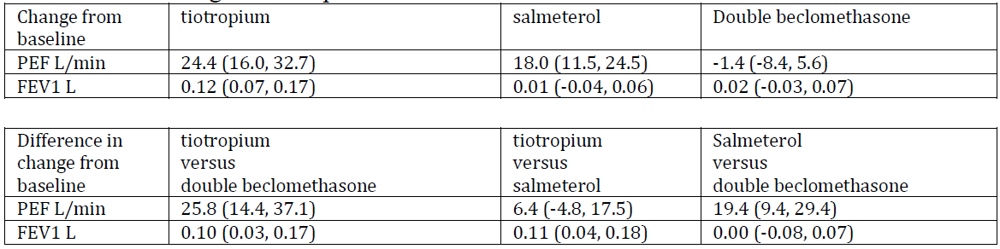 Change from baseline tiotropium salmeterol Double beclomethasone
PEF L/min 24.4 (16.0, 32.7) 18.0 (11.5, 24.5) -1.4 (-8.4, 5.6)
FEV1 L 0.12 (0.07, 0.17) 0.01 (-0.04, 0.06) 0.02 (-0.03, 0.07)
Difference in change from baseline tiotropium versus double beclomethasone tiotropium versus salmeterol Salmeterol versus double beclomethasone
PEF L/min 25.8 (14.4, 37.1) 6.4 (-4.8, 17.5) 19.4 (9.4, 29.4)
FEV1 L 0.10 (0.03, 0.17) 0.11 (0.04, 0.18) 0.00 (-0.08, 0.07)